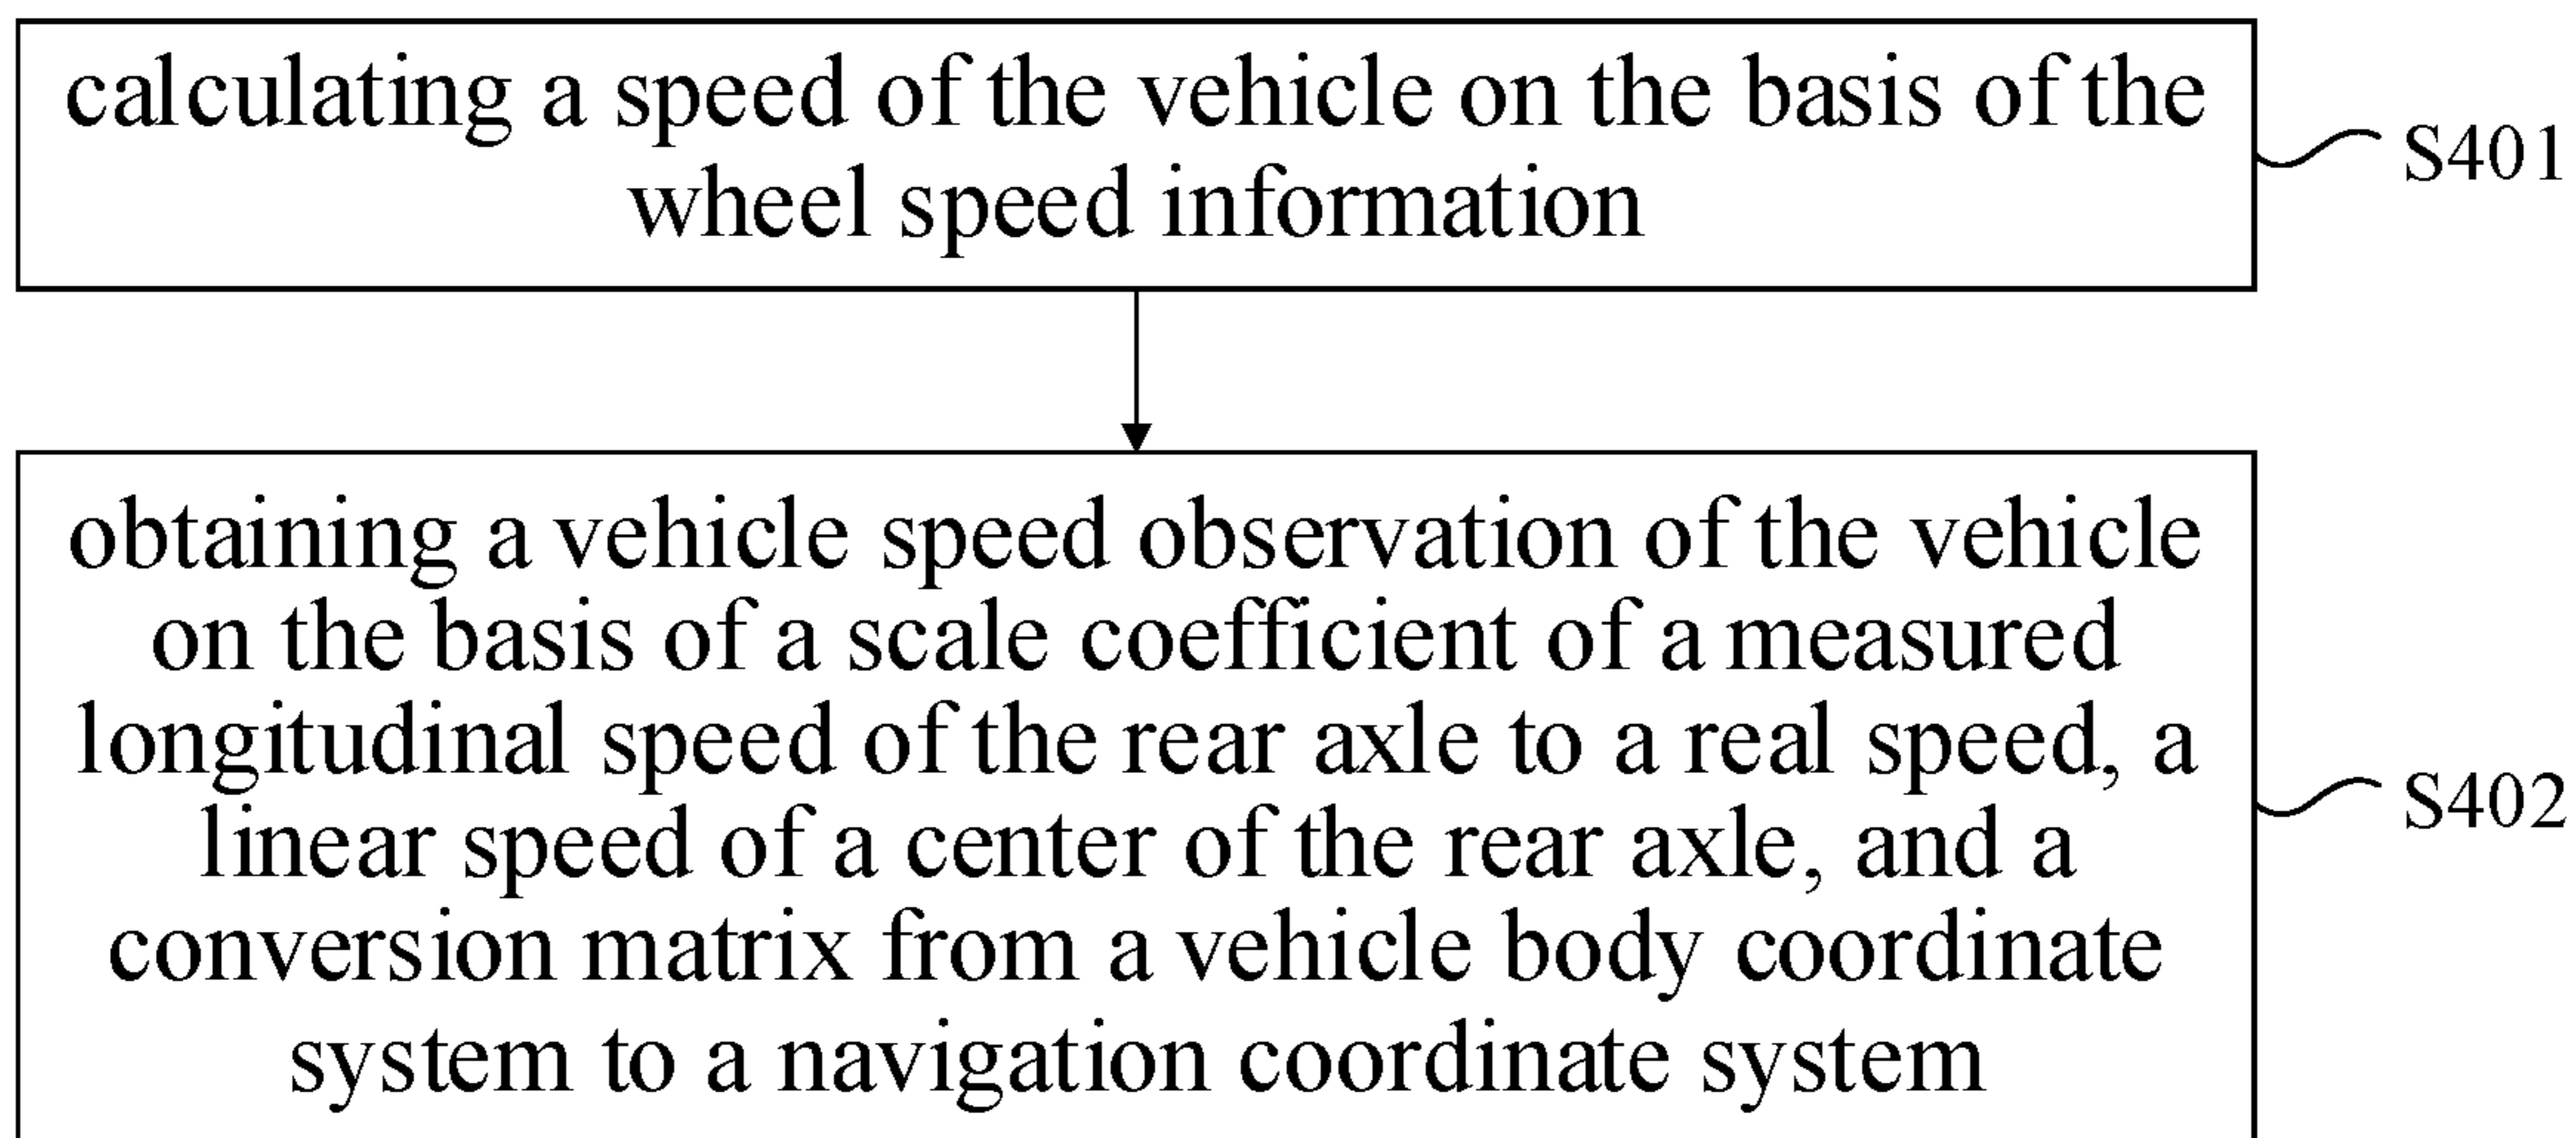 calculating a speed of the vehicle on the basis of the
wheel speed information
S401
obtaining a vehicle speed observation of the vehicle
on the basis of a scale coefficient of a measured
longitudinal speed of the rear axle to a real speed, a
linear speed of a center of the rear axle, and a
conversion matrix from a vehicle body coordinate
system to a navigation coordinate system
S402